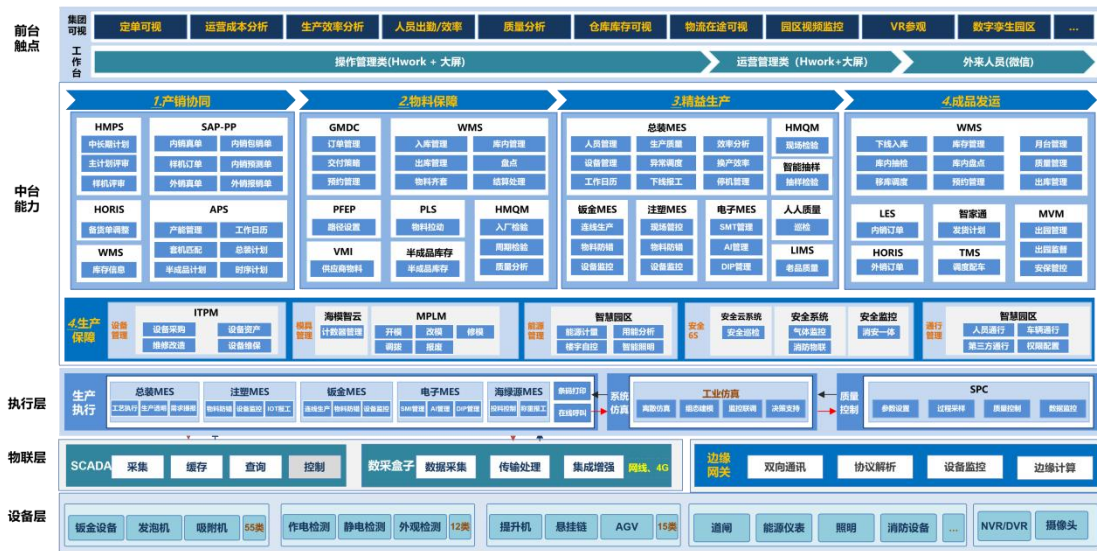 前台触点
集团可视
定单可视 运营成本分析 生产效率分析 人员出勤/效率 质量分析 仓库库存可视 物流在途可视 园区视频监控 VR参观 数字孪生园区 ...
工作台
操作管理类(Hwork + 大屏) 运营管理类（Hwork+大屏） 外来人员(微信)
中台能力
1.产销协同 2.物料保障 3.精益生产 4.成品发运
HMPS
中长期计划
主计划评审
样机评审
SAP-PP
内销真单 内销包销单
样机订单 内销预测单
外销真单 外销报销单
HORIS
备货单调整
WMS
库存信息
APS
产能管理 工作日历
套机匹配 总装计划
半成品计划 时序计划
GMDC
订单管理
交付策略
预约管理
WMS
入库管理 库内管理
出库管理 盘点
物料齐套 结算处理
PFEP
路径设置
VMI
供应商物料
PLS
物料拉动
半成品库存
半成品库存
HMQM
入厂检验
周期检验
质量分析
总装MES
人员管理 生产质量 效率分析
设备管理 异常调度 换产效率
工作日历 下线报工 停机管理
HMQM
现场检验
智能抽样
抽样检验
钣金MES
连线生产
物料防错
设备监控
注塑MES
现场管控
物料防错
设备监控
电子MES
SMT管理
AI管理
DIP管理
人人质量
巡检
LIMS
老品质量
WMS
下线入库 库存管理 月台管理
库内抽检 库内盘点 质量管理
移库调度 预约管理 出库管理
LES
内销订单
HORIS
外销订单
智家通
发货计划
TMS
调度配车
MVM
出园管理
出园监督
安保管控
4.生产保障
设备管理
ITPM
设备采购 设备资产
维修改造 设备维保
模具管理
海模智云
计数器管理
MPLM
开模 改模 修模
调拨 报废
能源管理
智慧园区
能源计量 用能分析
楼宇自控 智能照明
安全6S
安全云系统
安全巡检
安全系统
气体监控
消防物联
安全监控
消安一体
通行管理
智慧园区
人员通行 车辆通行
第三方通行 权限配置
执行层
生产执行
总装MES
工艺执行 生产透明 需求播报
注塑MES
物料防错 设备监控 IOT报工
钣金MES
连线生产 物料防错 设备监控
电子MES
SMT管理 AI管理 DIP管理
海绿源MES
投料控制 称重报工
条码打印
在线呼叫
系统仿真
工业仿真
离散仿真 组态建模 监控联调 决策支持
质量控制
SPC
参数设置 过程采样 质量控制 数据监控
物联层
SCADA 采集 缓存 查询 控制
数采盒子 数据采集 传输处理 集成增强 网线、4G
边缘网关 双向通讯 协议解析 设备监控 边缘计算
设备层
钣金设备 发泡机 吸附机 55类
作电检测 静电检测 外观检测 12类
提升机 悬挂链 AGV 15类
道闸 能源仪表 照明 消防设备 ...
NVR/DVR 摄像头